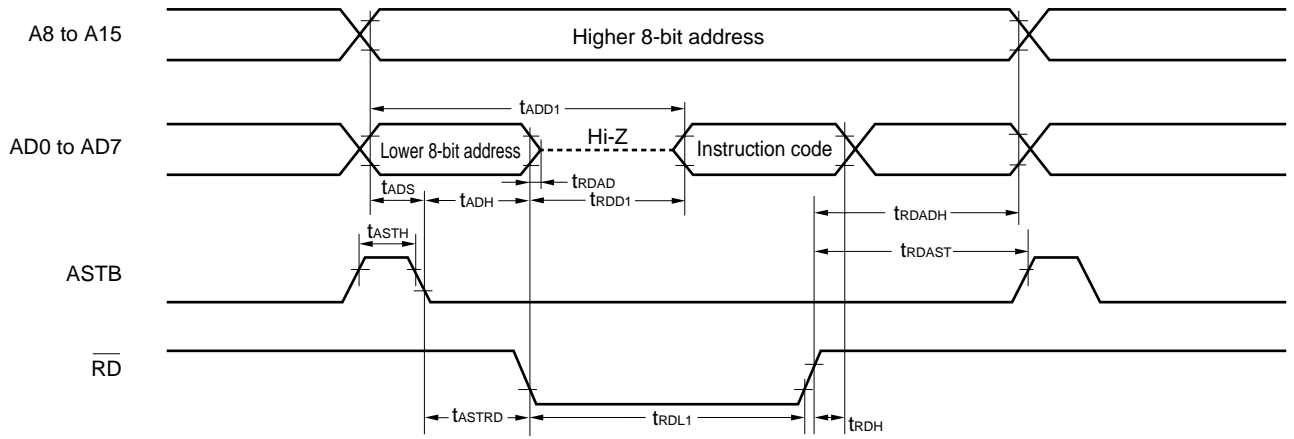 A8 to A15
Higher 8-bit address
tADD1
AD0 to AD7
Lower 8-bit address
Hi-Z
Instruction code
tRDAD
tADS
tADH
tRDD1
tRDADH
tASTH
tRDAST
ASTB
RD
tASTRD
tRDL1
tRDH